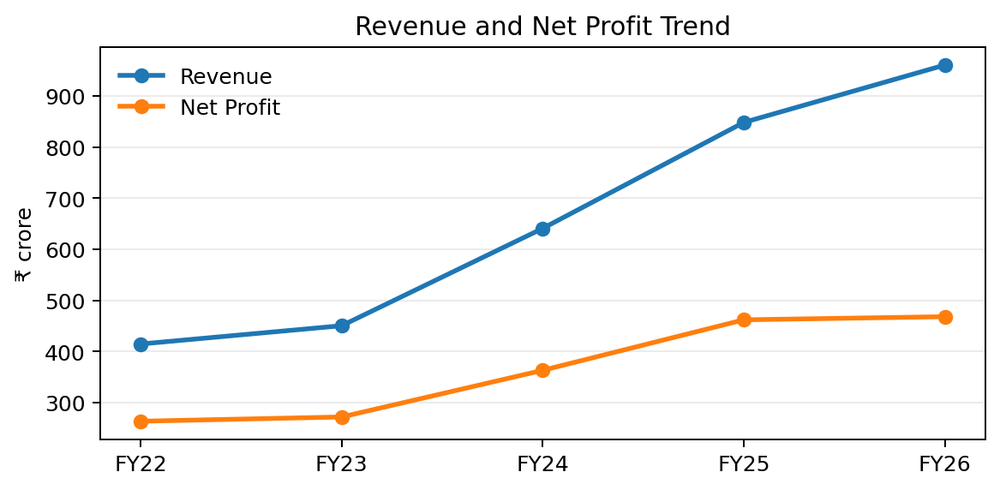 Revenue and Net Profit Trend
Revenue
Net Profit
₹ crore
900
800
700
600
500
400
300
FY22 FY23 FY24 FY25 FY26